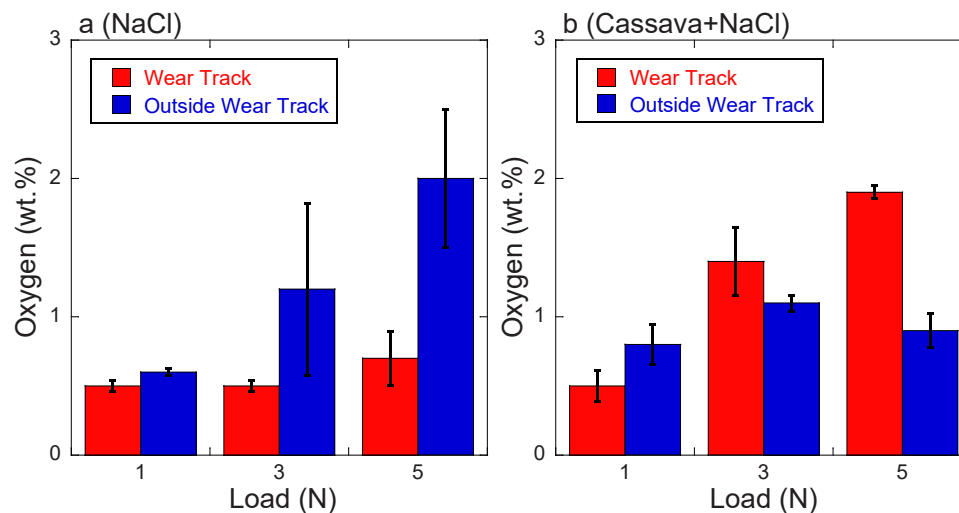 a (NaCl)
3
2
1
0
Oxygen (wt.%)
Wear Track
Outside Wear Track
1 3 5
Load (N)
b (Cassava+NaCl)
3
2
1
0
Oxygen (wt.%)
Wear Track
Outside Wear Track
1 3 5
Load (N)